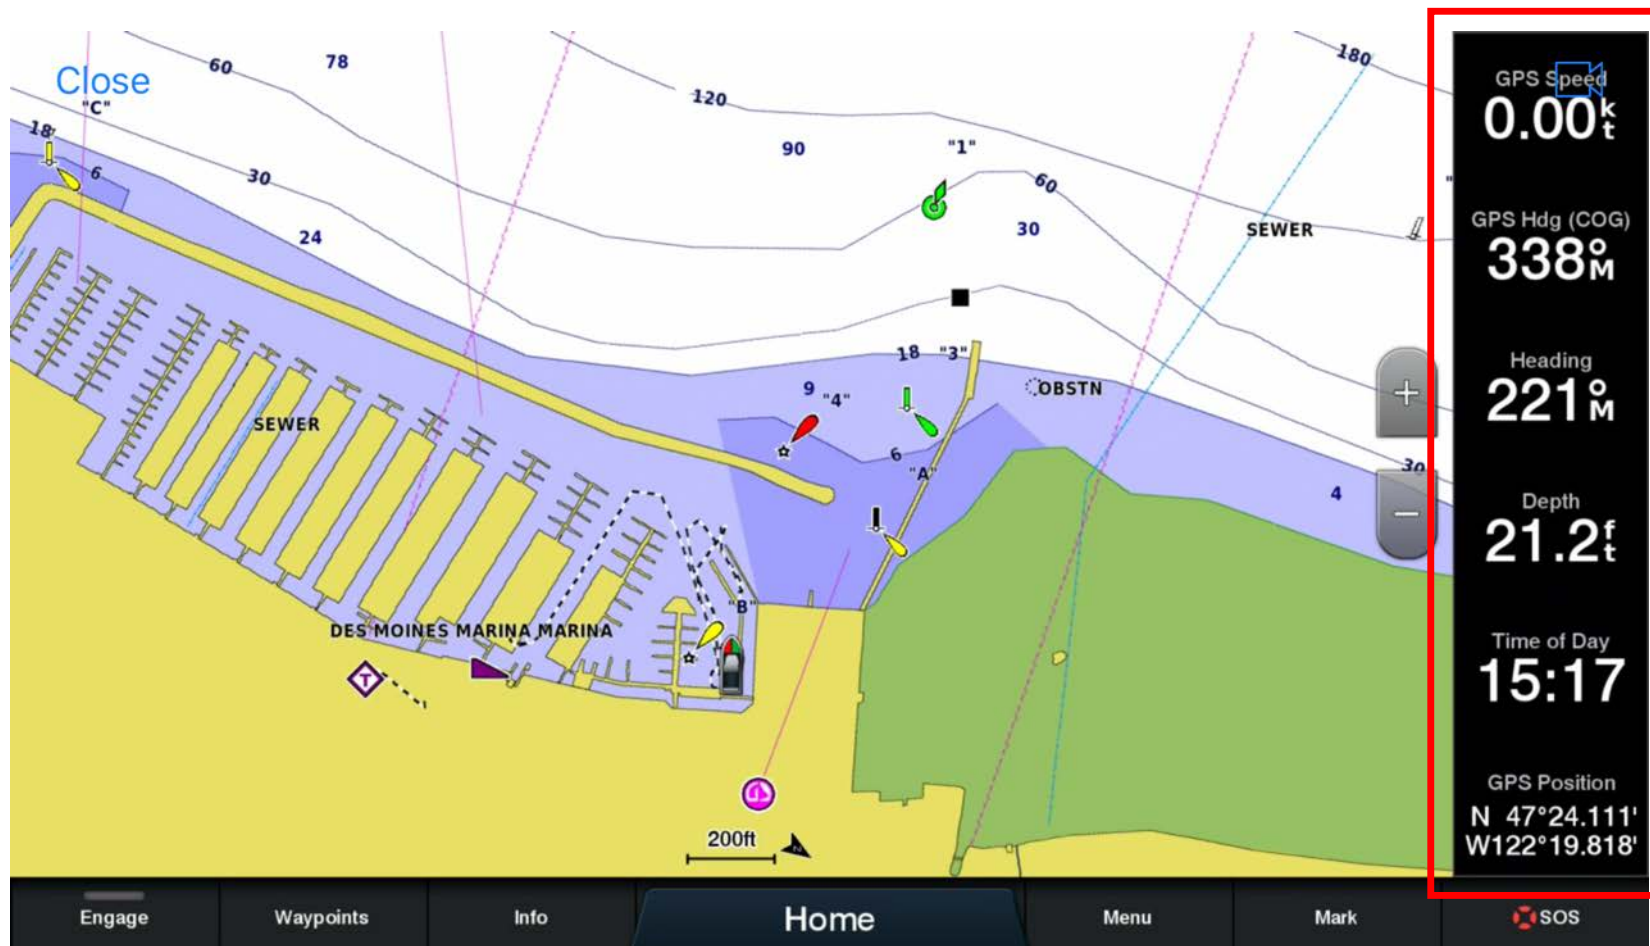 Close
"C"
60
78
120
180
18
6
30
24
90
"1"
60
30
SEWER
18
"3"
9
"4"
OBSTN
6
"A"
30
4
SEWER
"B"
DES MOINES MARINA MARINA
T
200ft
N
+
−
GPS Speed
0.00kt
GPS Hdg (COG)
338°M
Heading
221°M
Depth
21.2ft
Time of Day
15:17
GPS Position
N 47°24.111'
W122°19.818'
Engage
Waypoints
Info
Home
Menu
Mark
SOS